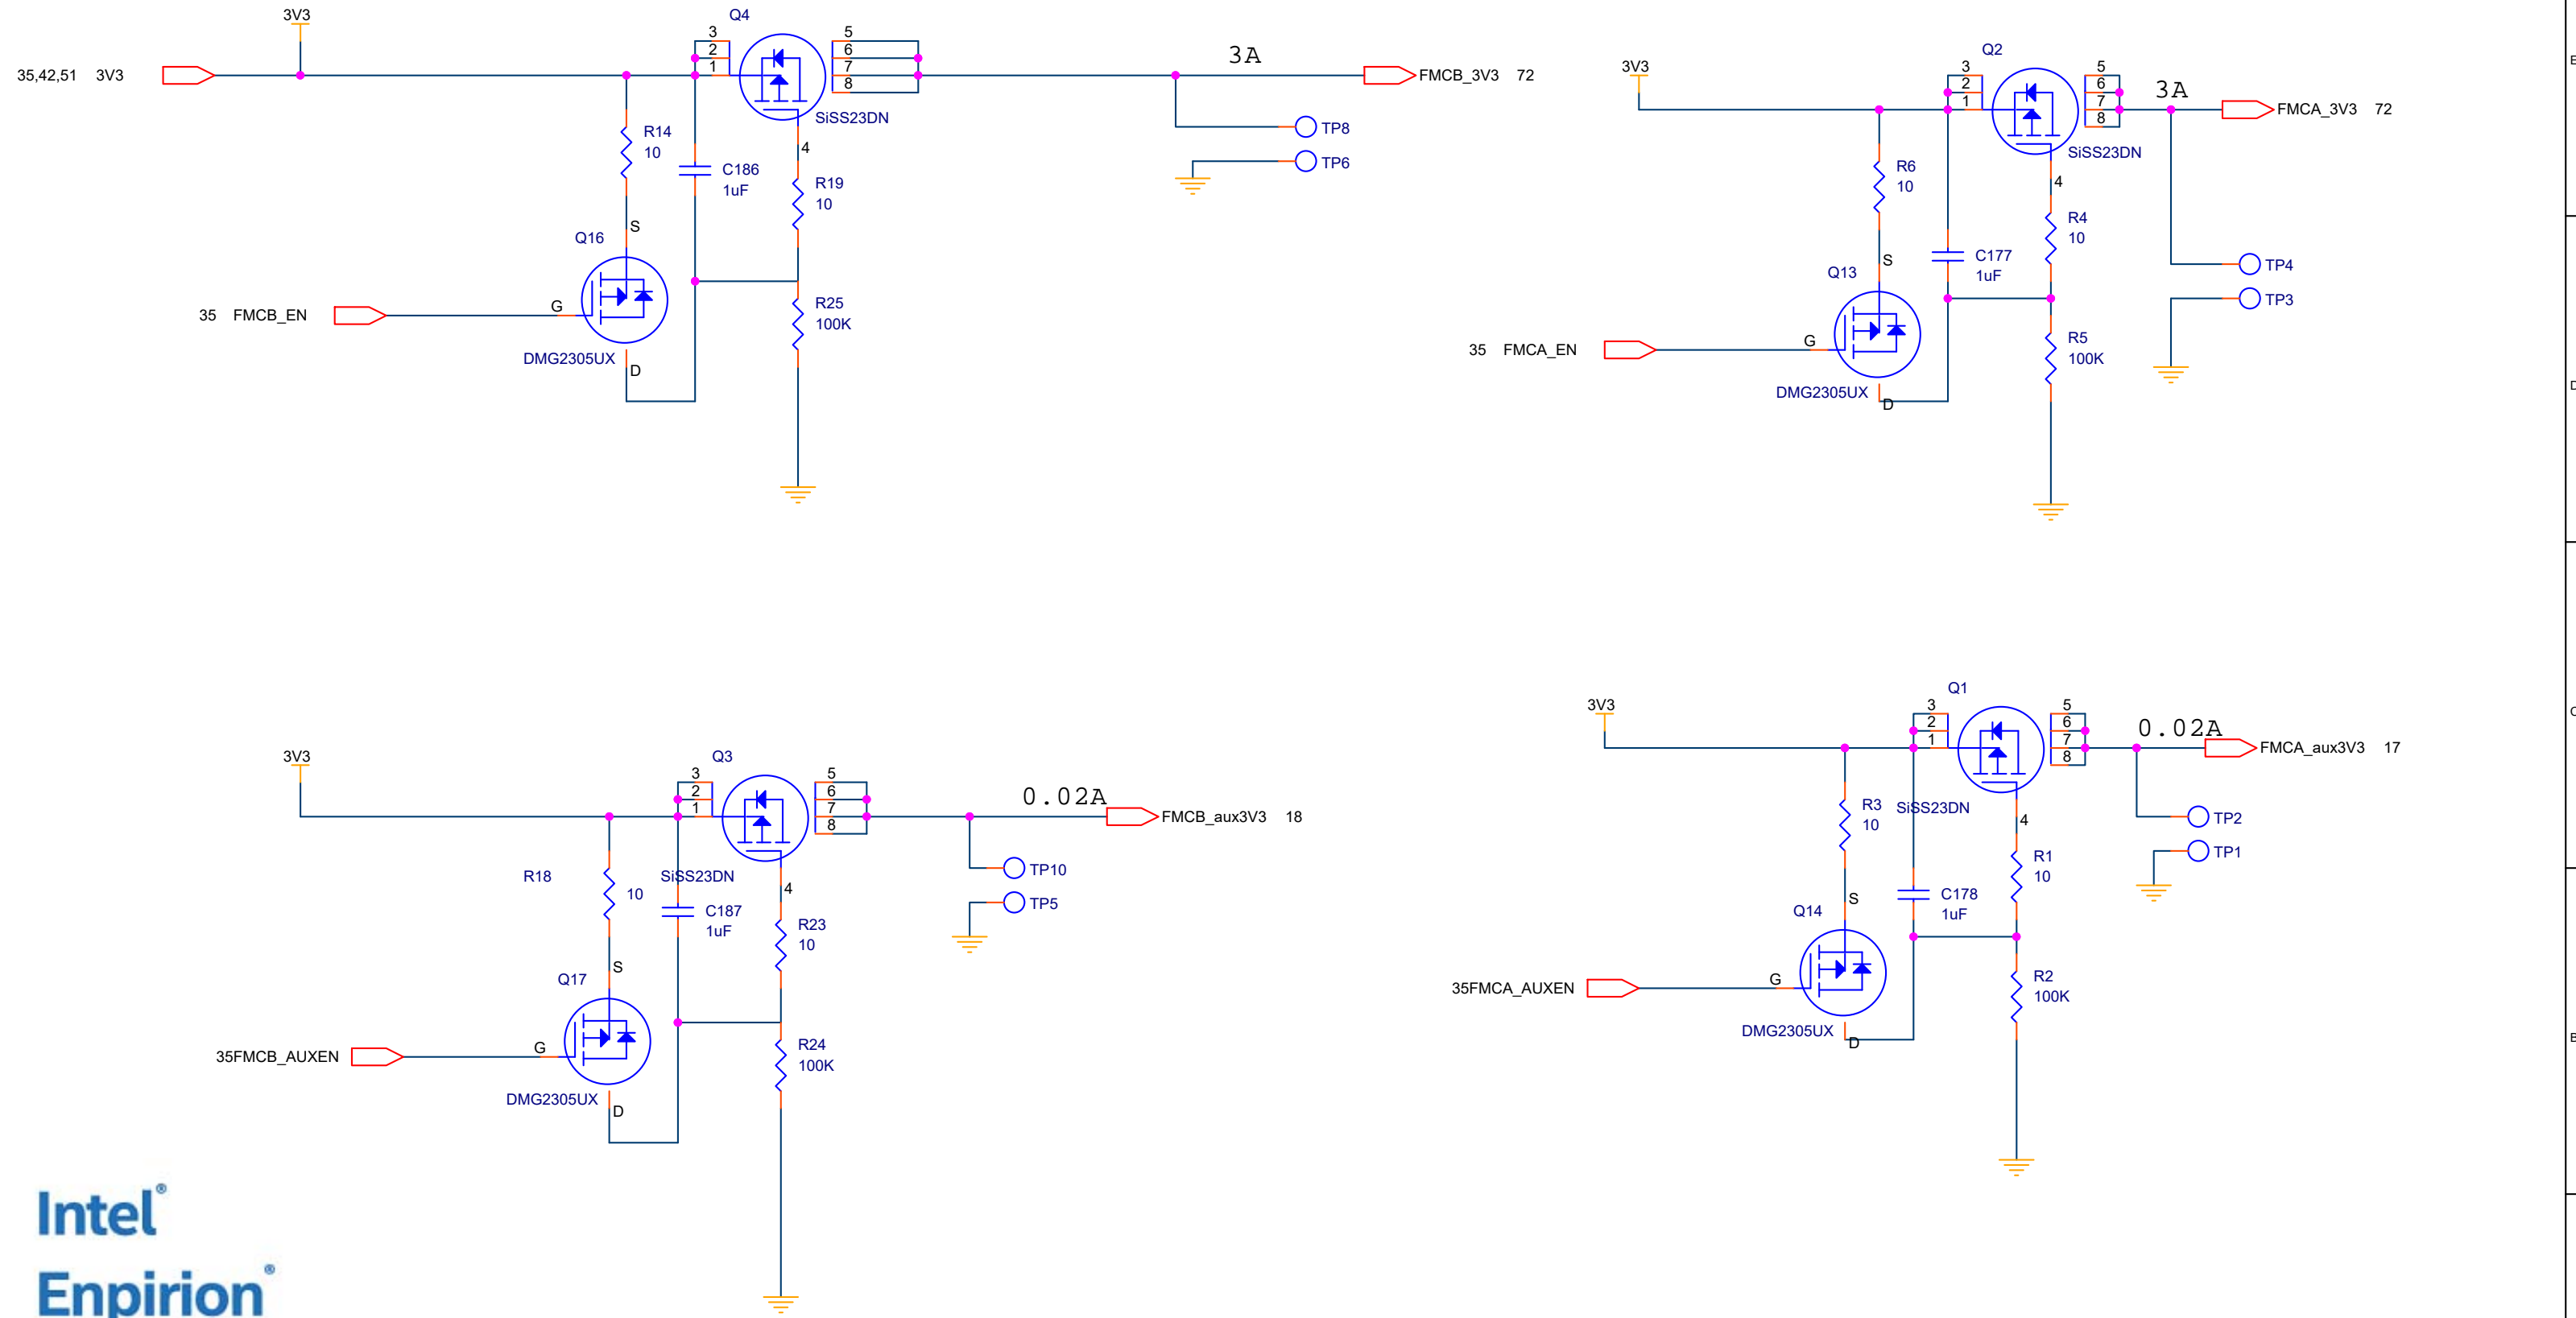 3V3
Q4
3
2
1
5
6
7
8
35,42,51 3V3
3A
FMCB_3V3 72
SiSS23DN
TP8
TP6
R14
10
C186
1uF
4
R19
10
S
Q16
G
35 FMCB_EN
DMG2305UX
D
R25
100K
Q2
3V3
3
2
1
5
6
7
8
3A
FMCA_3V3 72
SiSS23DN
R6
10
4
R4
10
C177
1uF
S
Q13
TP4
TP3
G
35 FMCA_EN
R5
100K
DMG2305UX
D
3V3
Q3
3
2
1
5
6
7
8
0.02A
FMCB_aux3V3 18
R18
10
SiSS23DN
4
TP10
TP5
C187
1uF
R23
10
S
Q17
G
35FMCB_AUXEN
R24
100K
DMG2305UX
D
Q1
3V3
3
2
1
5
6
7
8
0.02A
FMCA_aux3V3 17
R3
10
SiSS23DN
4
TP2
TP1
R1
10
C178
1uF
S
Q14
G
35FMCA_AUXEN
R2
100K
DMG2305UX
D
Intel®
Enpirion®
E
D
C
B